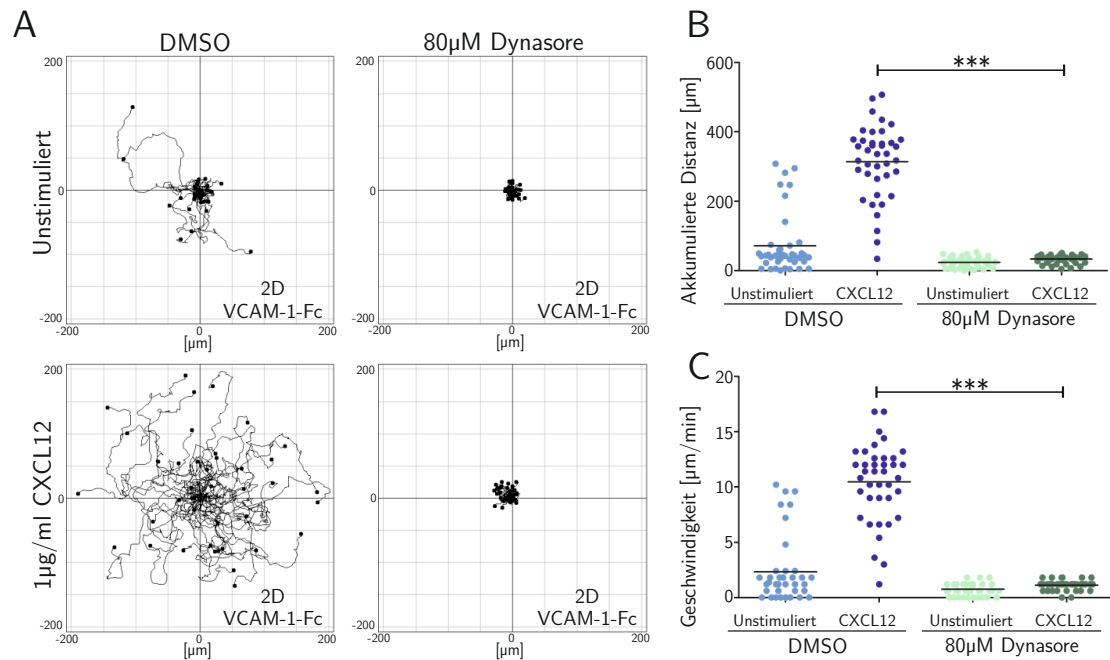 A
DMSO
80µM Dynasore
Unstimuliert
200
0
-200
-200
0
200
[µm]
2D
VCAM-1-Fc
200
0
-200
-200
0
200
[µm]
2D
VCAM-1-Fc
1µg/ml CXCL12
200
0
-200
-200
0
200
[µm]
2D
VCAM-1-Fc
200
0
-200
-200
0
200
[µm]
2D
VCAM-1-Fc
B
Akkumulierte Distanz [µm]
600
400
200
0
***
Unstimuliert CXCL12 Unstimuliert CXCL12
DMSO 80µM Dynasore
C
Geschwindigkeit [µm/min]
20
15
10
5
0
***
Unstimuliert CXCL12 Unstimuliert CXCL12
DMSO 80µM Dynasore